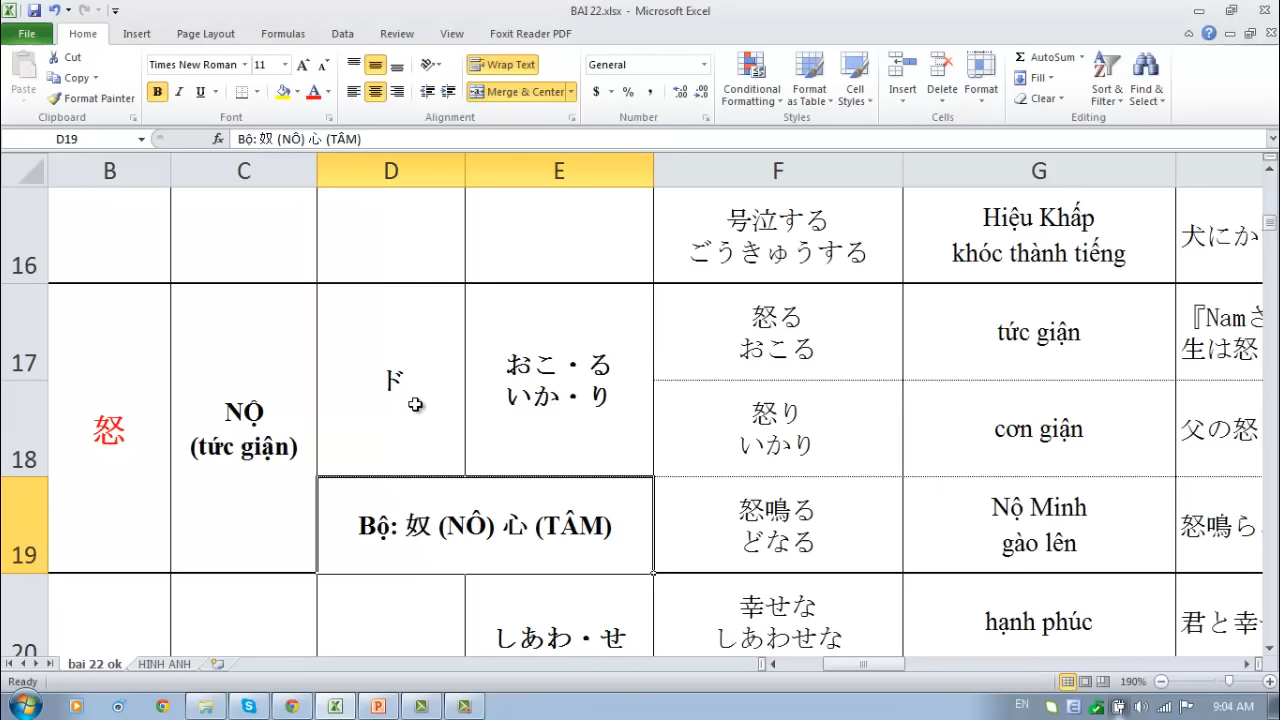 BAI 22.xlsx - Microsoft Excel
File Home Insert Page Layout Formulas Data Review View Foxit Reader PDF
Paste
Cut
Copy
Format Painter
Clipboard
Times New Roman 11
B I U
Font
Wrap Text
Merge & Center
Alignment
General
$ % ,
Number
Conditional Formatting
Format as Table
Cell Styles
Styles
Insert
Delete
Format
Cells
Σ AutoSum
Fill
Clear
Sort & Filter
Find & Select
Editing
D19
fx Bộ: 奴 (NÔ) 心 (TÂM)
B C D E F G
16
号泣する
ごうきゅうする
Hiệu Khấp
khóc thành tiếng
犬にか
17
怒
NỘ
(tức giận)
ド
おこ・る
いか・り
怒る
おこる
tức giận
『Namさ
生は怒
18
怒り
いかり
cơn giận
父の怒
19
Bộ: 奴 (NÔ) 心 (TÂM)
怒鳴る
どなる
Nộ Minh
gào lên
怒鳴ら
20
しあわ・せ
幸せな
しあわせな
hạnh phúc
君と幸
bai 22 ok HINH ANH
Ready
190%
EN
9:04 AM